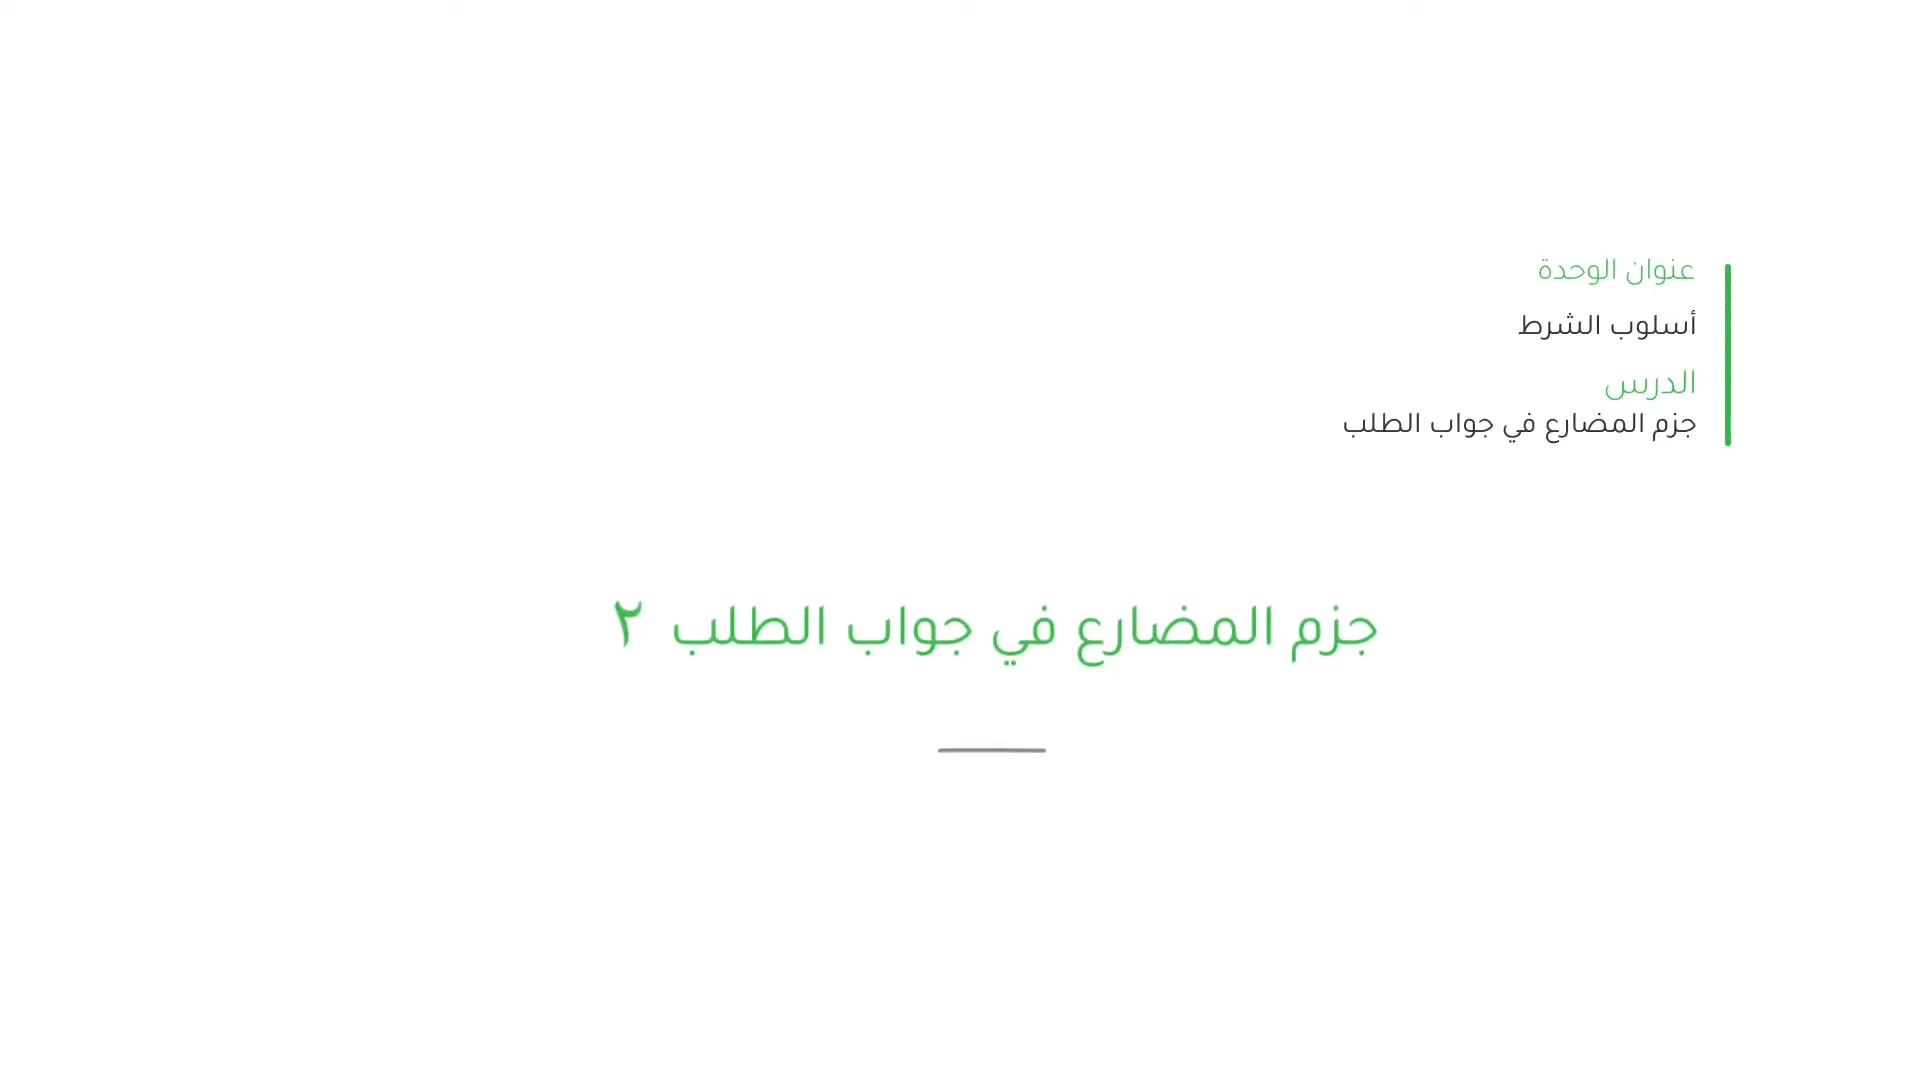 عنوان الوحدة
أسلوب الشرط
الدرس
جزم المضارع في جواب الطلب
جزم المضارع في جواب الطلب ٢